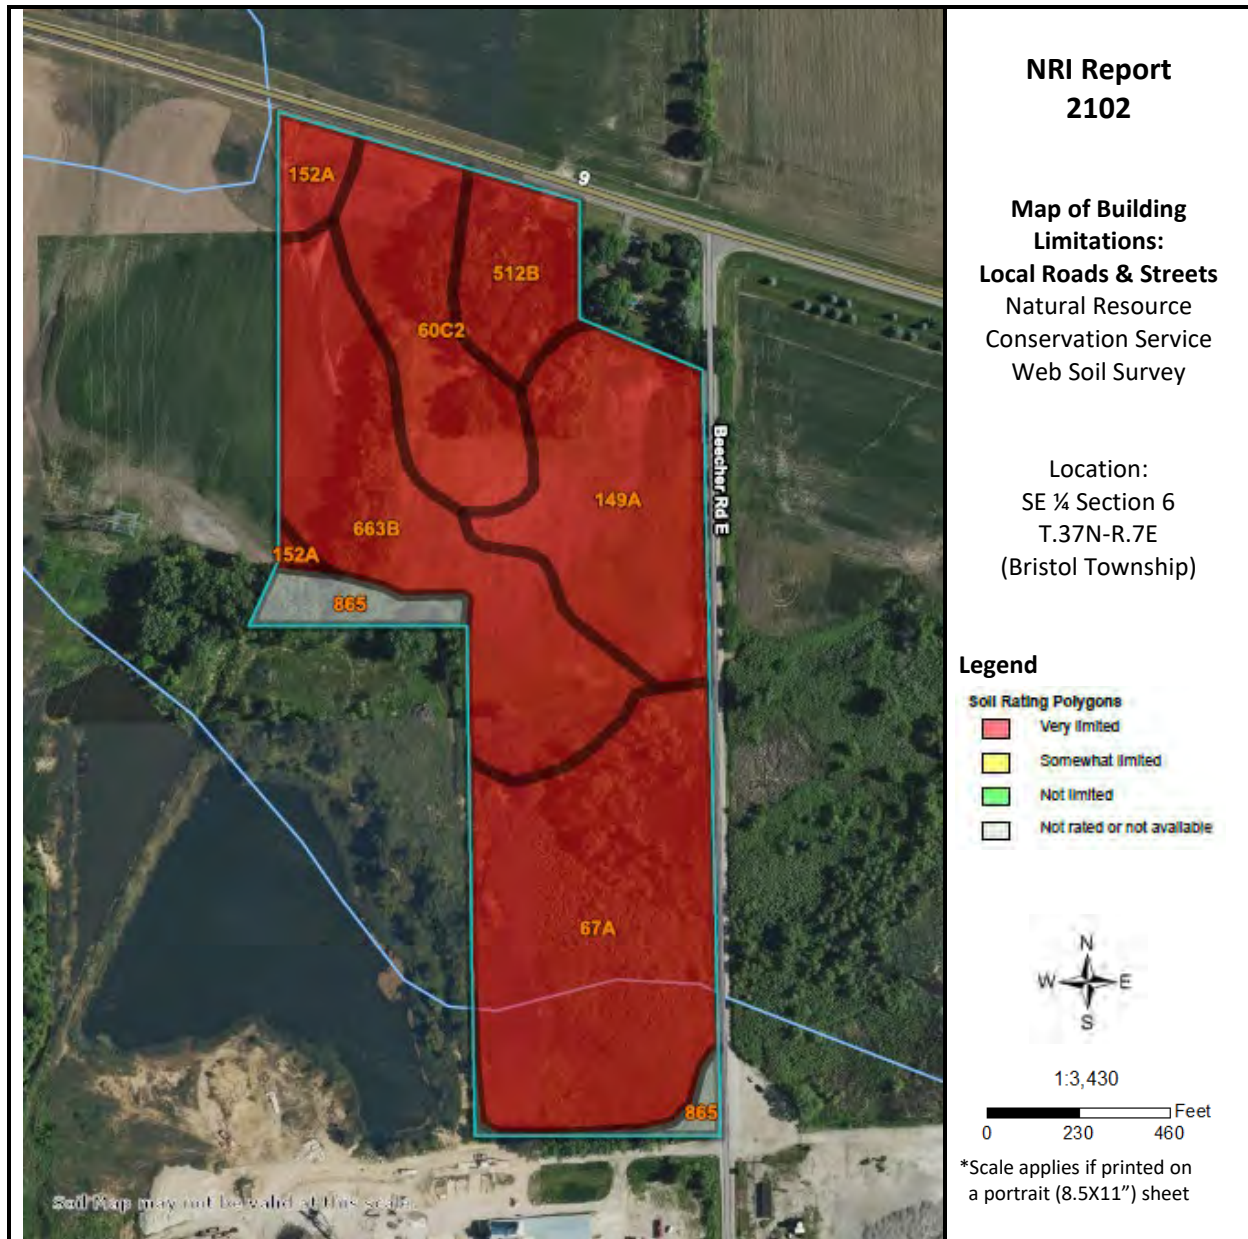 NRI Report
2102
Map of Building
Limitations:
Local Roads & Streets
Natural Resource
Conservation Service
Web Soil Survey
Location:
SE ¼ Section 6
T.37N-R.7E
(Bristol Township)
Legend
Soil Rating Polygons
Very limited
Somewhat limited
Not limited
Not rated or not available
N
W E
S
1:3,430
Feet
0 230 460
*Scale applies if printed on
a portrait (8.5X11”) sheet
152A
9
512B
60C2
Beecher Rd E
149A
663B
152A
865
67A
865
Soil Map may not be valid at this scale.